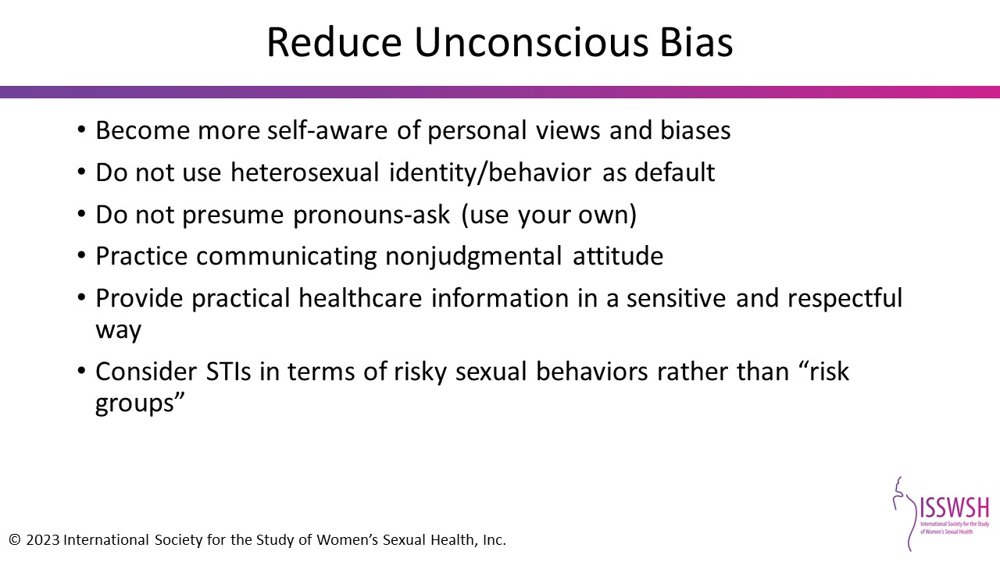 Reduce Unconscious Bias
• Become more self-aware of personal views and biases
• Do not use heterosexual identity/behavior as default
• Do not presume pronouns-ask (use your own)
• Practice communicating nonjudgmental attitude
• Provide practical healthcare information in a sensitive and respectful
way
• Consider STIs in terms of risky sexual behaviors rather than “risk
groups”
ISSWSH
International Society for the Study
of Women's Sexual Health
© 2023 International Society for the Study of Women’s Sexual Health, Inc.